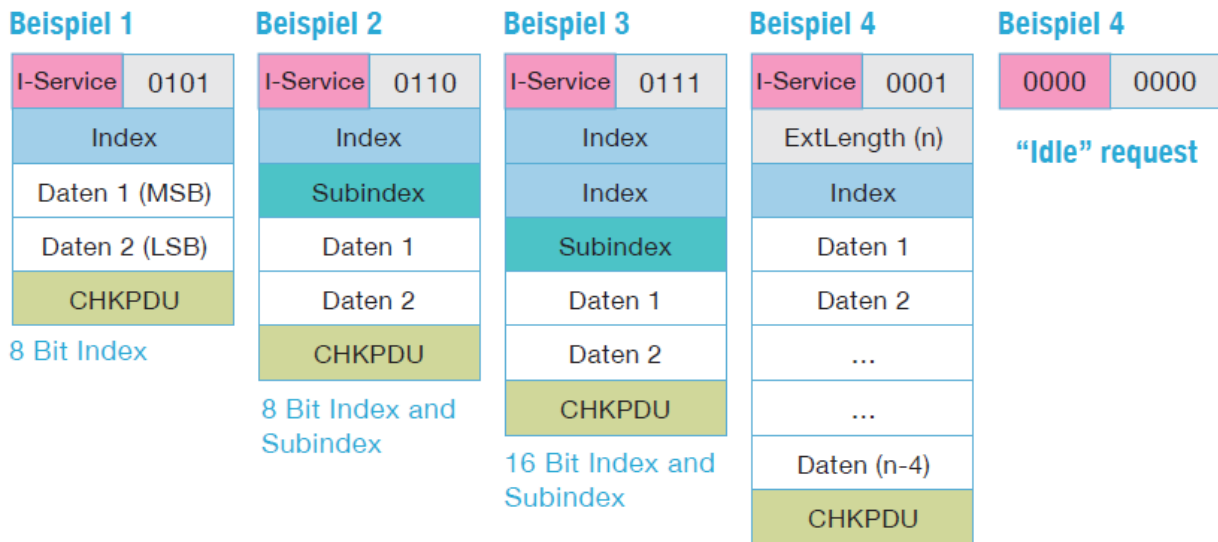 Beispiel 1
I-Service 0101
Index
Daten 1 (MSB)
Daten 2 (LSB)
CHKPDU
8 Bit Index
Beispiel 2
I-Service 0110
Index
Subindex
Daten 1
Daten 2
CHKPDU
8 Bit Index and
Subindex
Beispiel 3
I-Service 0111
Index
Index
Subindex
Daten 1
Daten 2
CHKPDU
16 Bit Index and
Subindex
Beispiel 4
I-Service 0001
ExtLength (n)
Index
Daten 1
Daten 2
...
...
Daten (n-4)
CHKPDU
Beispiel 4
0000 0000
“Idle” request